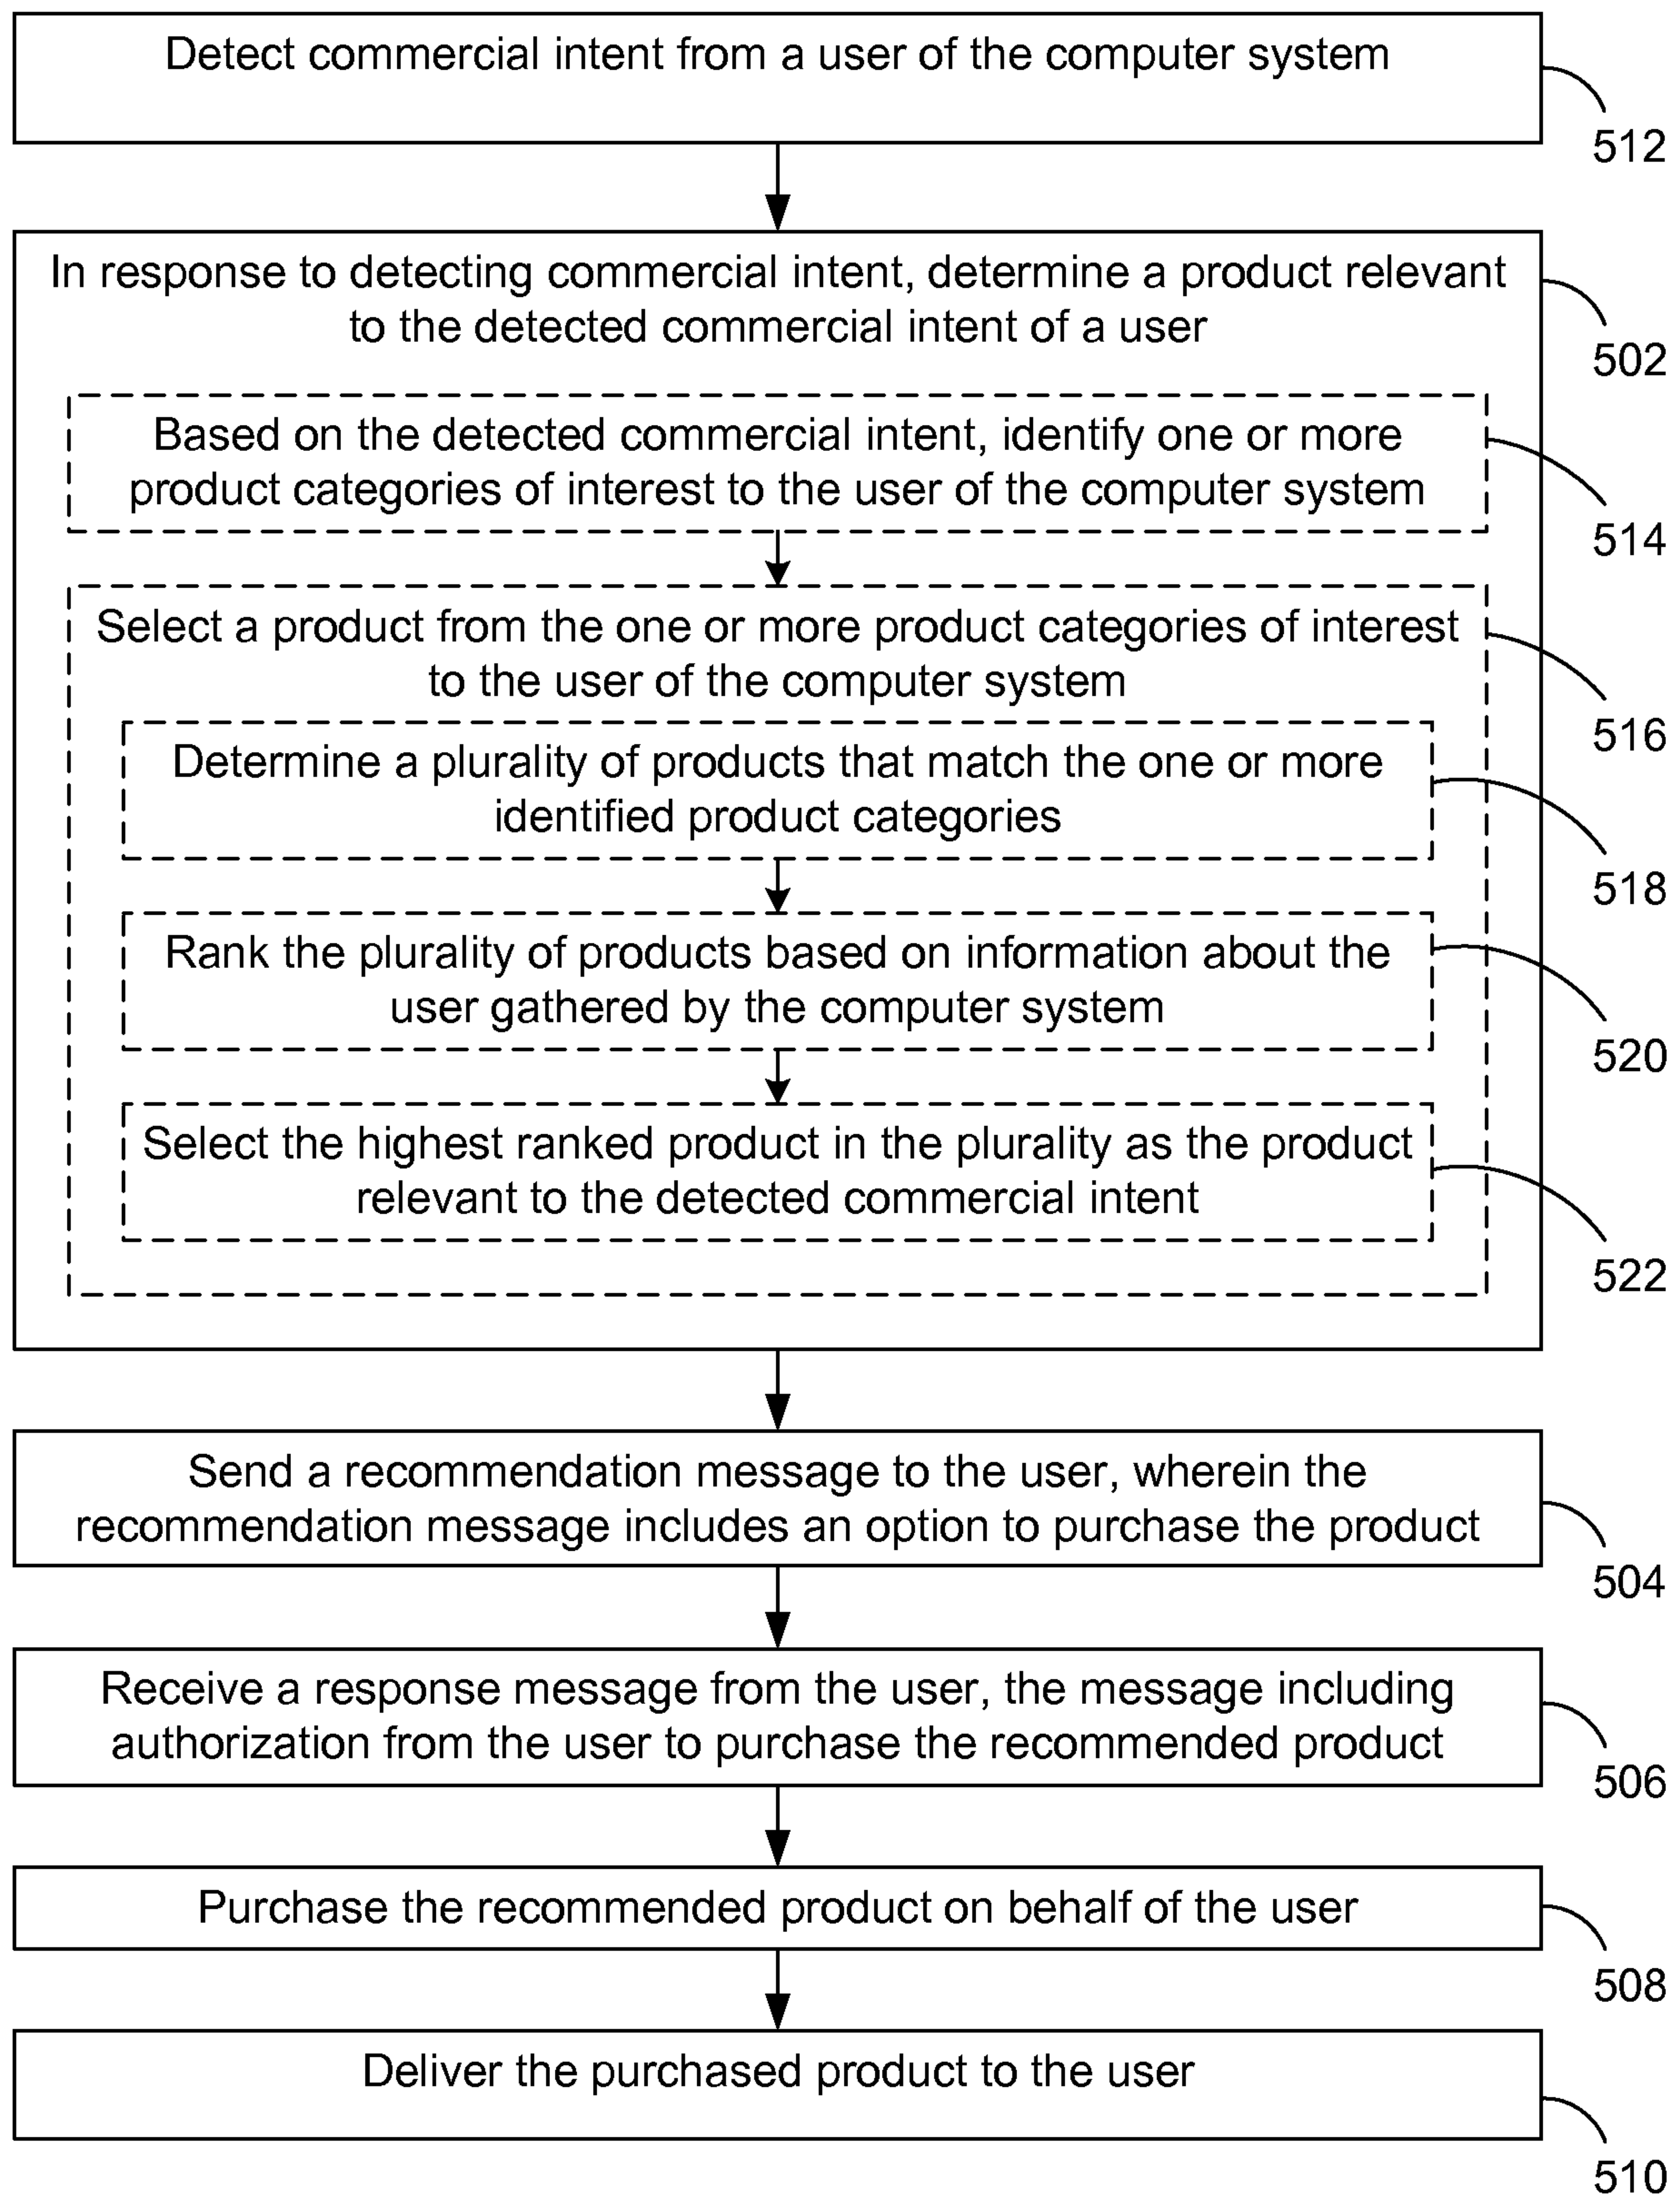 Detect commercial intent from a user of the computer system
512
In response to detecting commercial intent, determine a product relevant
to the detected commercial intent of a user
502
Based on the detected commercial intent, identify one or more
product categories of interest to the user of the computer system
514
Select a product from the one or more product categories of interest
to the user of the computer system
516
Determine a plurality of products that match the one or more
identified product categories
518
Rank the plurality of products based on information about the
user gathered by the computer system
520
Select the highest ranked product in the plurality as the product
relevant to the detected commercial intent
522
Send a recommendation message to the user, wherein the
recommendation message includes an option to purchase the product
504
Receive a response message from the user, the message including
authorization from the user to purchase the recommended product
506
Purchase the recommended product on behalf of the user
508
Deliver the purchased product to the user
510